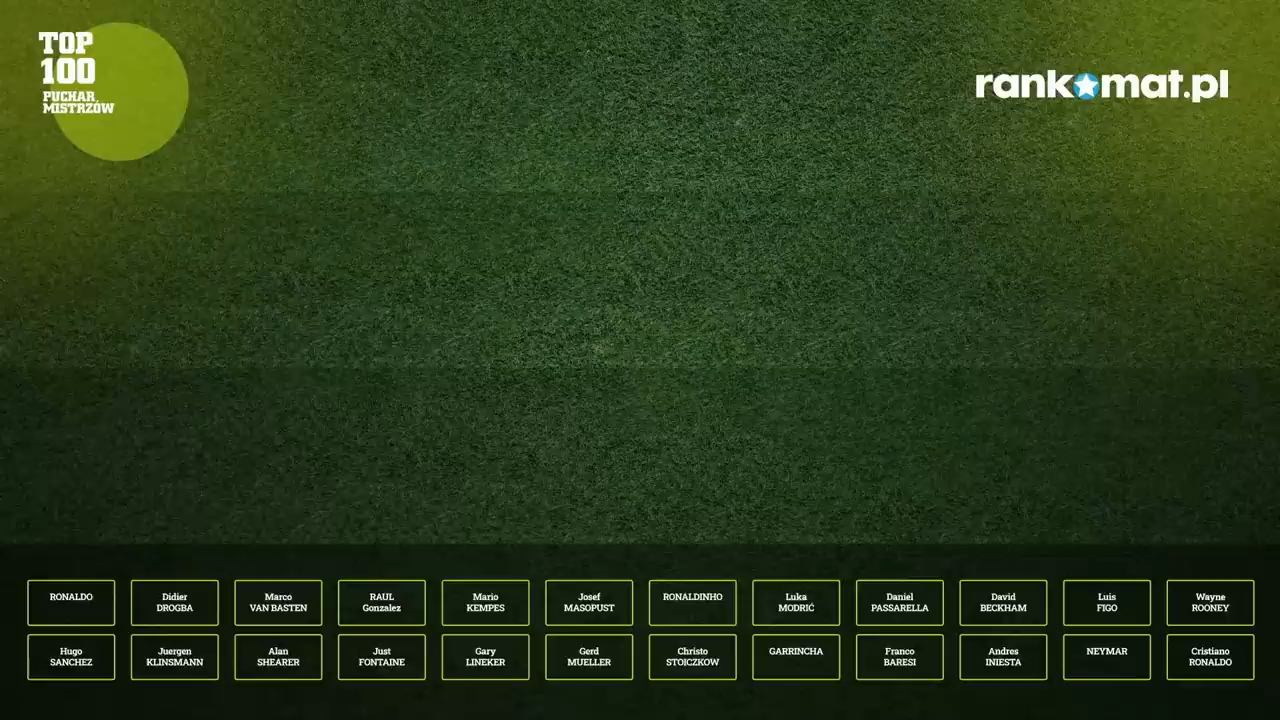 TOP
100
PUCHAR
MISTRZÓW
rankomat.pl
RONALDO
Didier
DROGBA
Marco
VAN BASTEN
RAUL
Gonzalez
Mario
KEMPES
Josef
MASOPUST
RONALDINHO
Luka
MODRIĆ
Daniel
PASSARELLA
David
BECKHAM
Luis
FIGO
Wayne
ROONEY
Hugo
SANCHEZ
Juergen
KLINSMANN
Alan
SHEARER
Just
FONTAINE
Gary
LINEKER
Gerd
MUELLER
Christo
STOICZKOW
GARRINCHA
Franco
BARESI
Andres
INIESTA
NEYMAR
Cristiano
RONALDO